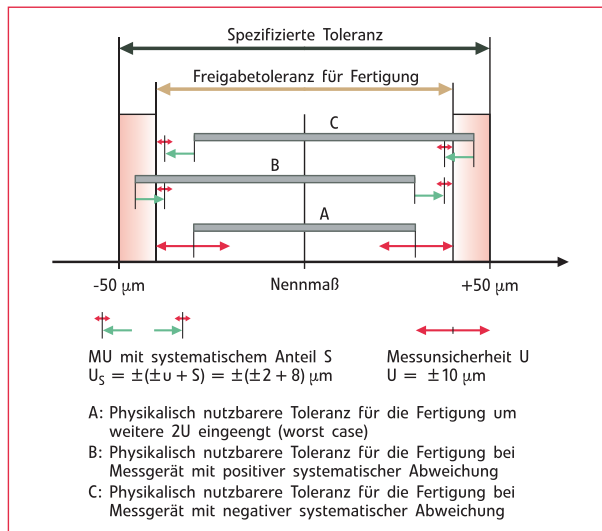 Spezifizierte Toleranz
Freigabetoleranz für Fertigung
C
B
A
-50 µm
Nennmaß
+50 µm
MU mit systematischem Anteil S
U_S = ±(±u + S) = ±(±2 + 8) µm
Messunsicherheit U
U = ±10 µm
A: Physikalisch nutzbarere Toleranz für die Fertigung um
weitere 2U eingeengt (worst case)
B: Physikalisch nutzbarere Toleranz für die Fertigung bei
Messgerät mit positiver systematischer Abweichung
C: Physikalisch nutzbarere Toleranz für die Fertigung bei
Messgerät mit negativer systematischer Abweichung